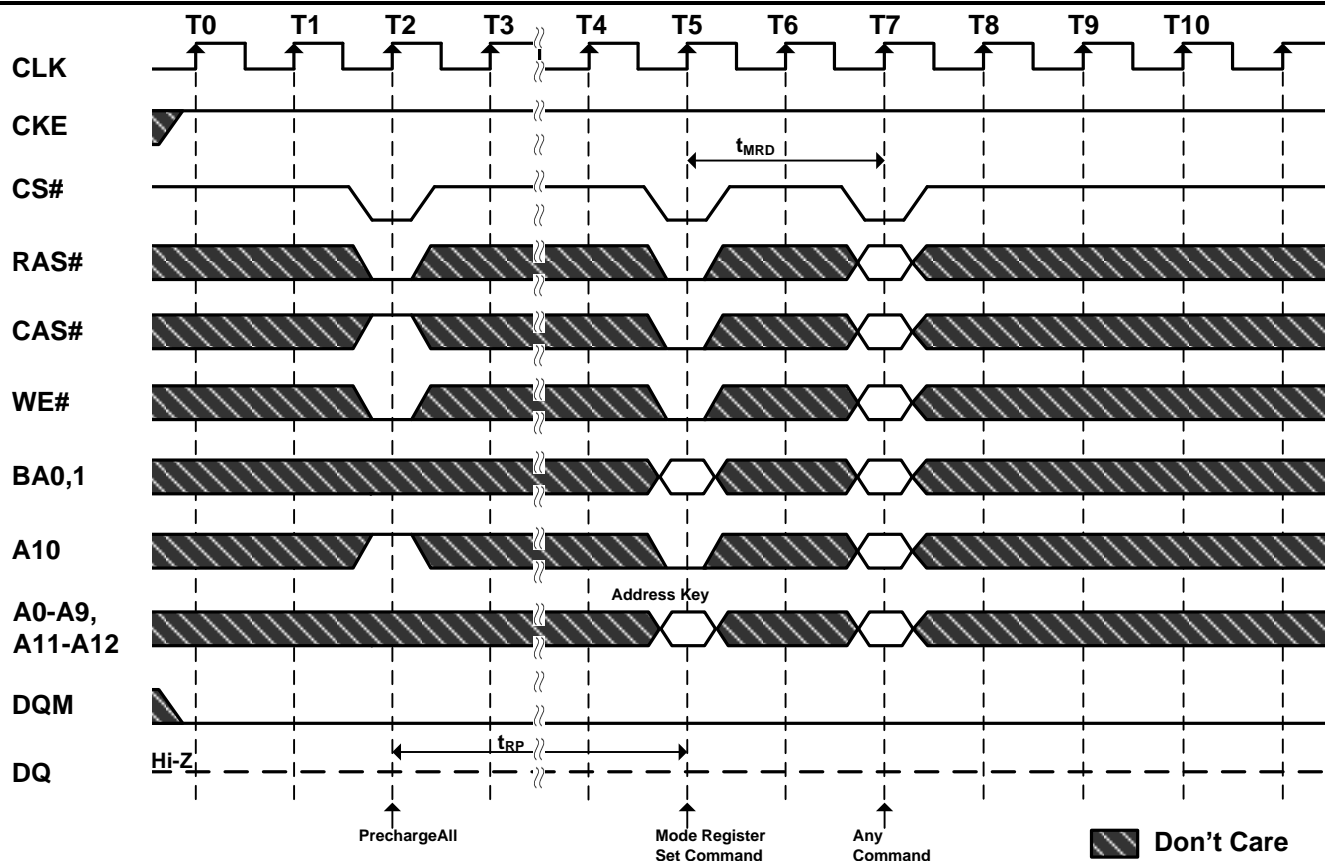 T0 T1 T2 T3 T4 T5 T6 T7 T8 T9 T10
CLK
CKE
tMRD
CS#
RAS#
CAS#
WE#
BA0,1
A10
Address Key
A0-A9,
A11-A12
DQM
tRP
Hi-Z
DQ
PrechargeAll
Mode Register
Set Command
Any
Command
Don't Care